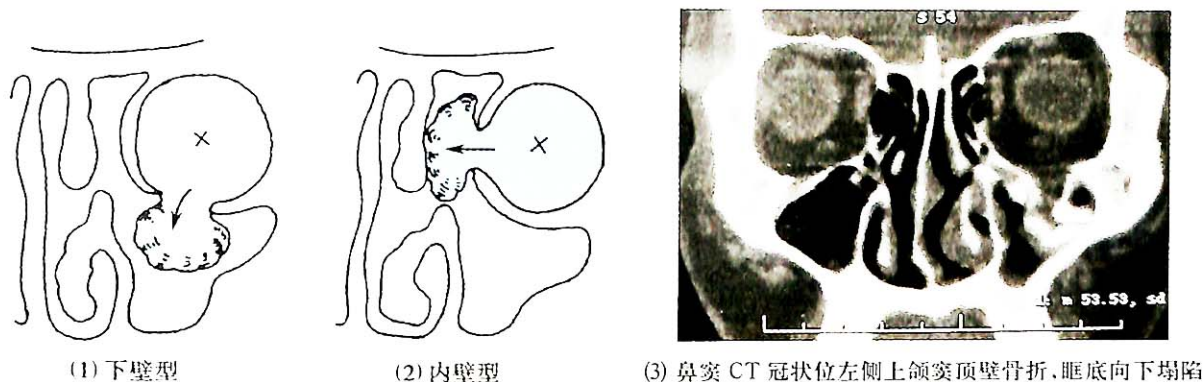 s 54
: m 53.53, sd
(1) 下壁型
(2) 内壁型
(3) 鼻窦 CT 冠状位左侧上颌窦顶壁骨折、眶底向下塌陷